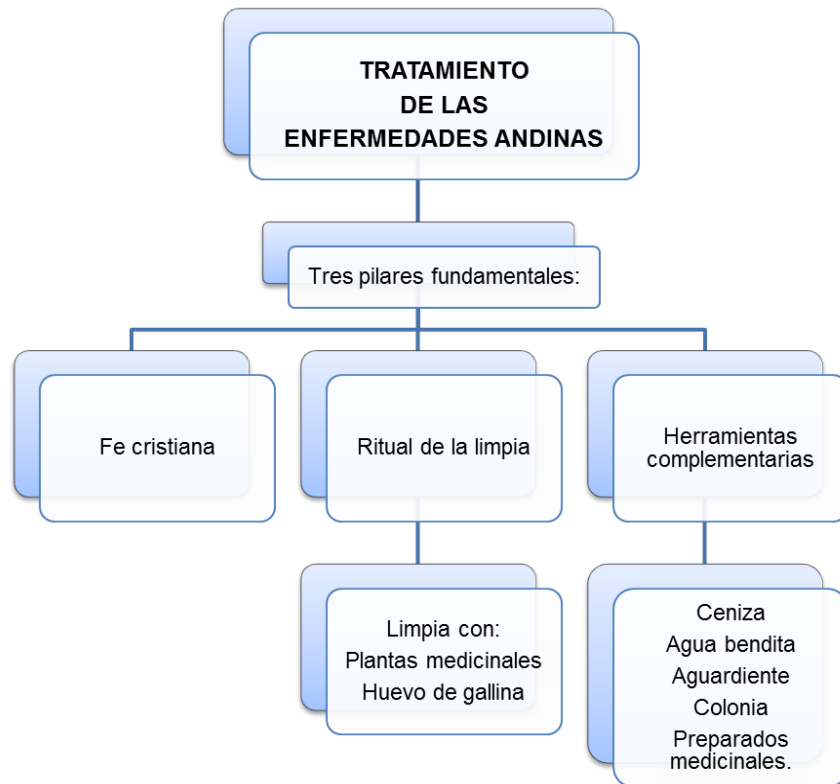 TRATAMIENTO
DE LAS
ENFERMEDADES ANDINAS
Tres pilares fundamentales:
Fe cristiana
Ritual de la limpia
Herramientas
complementarias
Limpia con:
Plantas medicinales
Huevo de gallina
Ceniza
Agua bendita
Aguardiente
Colonia
Preparados
medicinales.